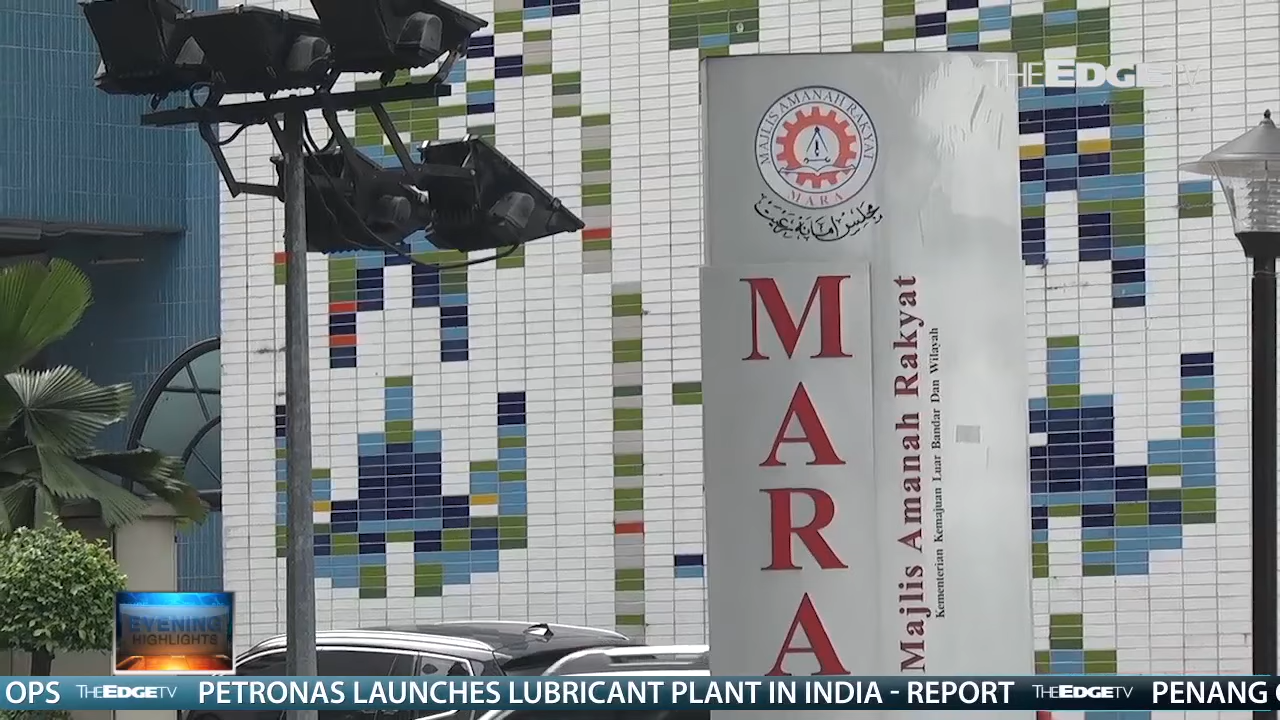 THEEDGETV
MAJLIS AMANAH RAKYAT
MARA
مجلس امانه رعيت
MARA
Majlis Amanah Rakyat
Kementerian Kemajuan Luar Bandar Dan Wilayah
EVENING
HIGHLIGHTS
OPS THEEDGETV PETRONAS LAUNCHES LUBRICANT PLANT IN INDIA - REPORT THEEDGETV PENANG